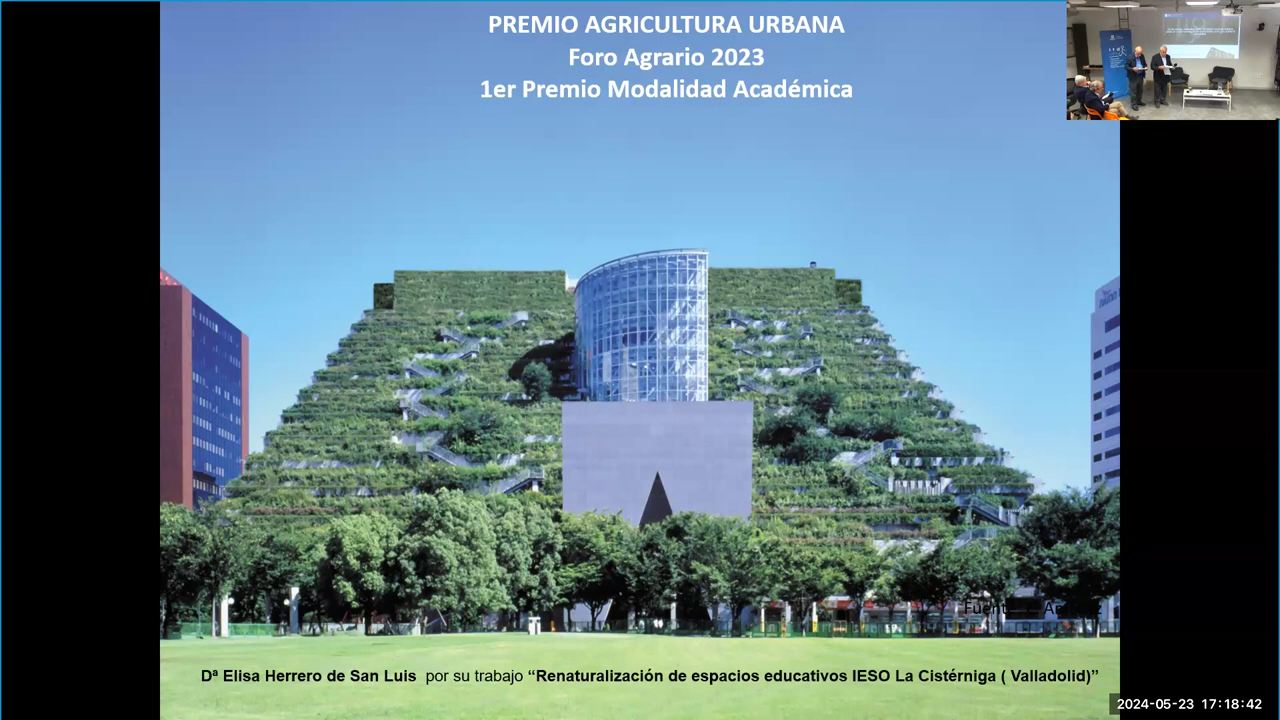 PREMIO AGRICULTURA URBANA
Foro Agrario 2023
1er Premio Modalidad Académica
Dª Elisa Herrero de San Luis por su trabajo “Renaturalización de espacios educativos IESO La Cistérniga ( Valladolid)”
2024-05-23 17:18:42